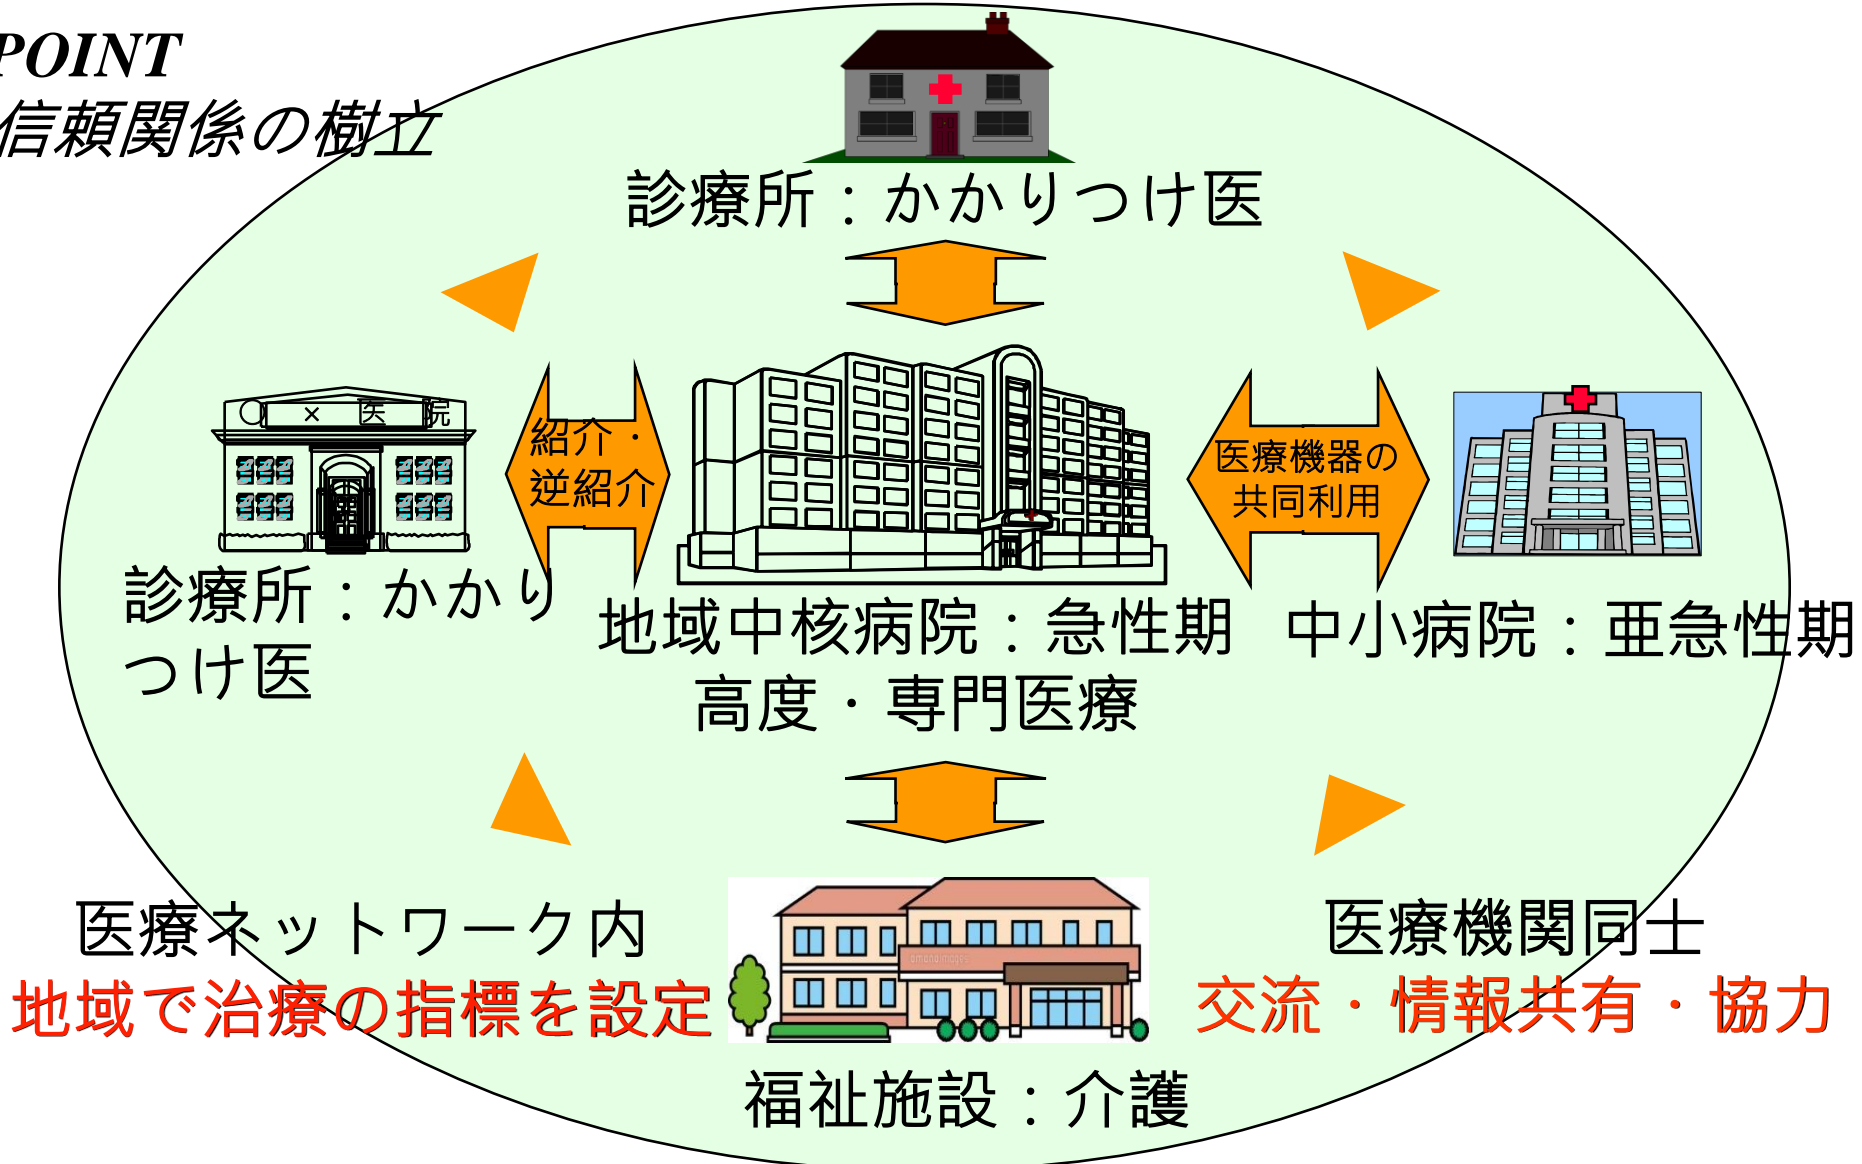 POINT
信頼関係の樹立
診療所：かかりつけ医
〇 × 医 院
紹介・
逆紹介
医療機器の
共同利用
診療所：かかり
つけ医
地域中核病院：急性期
高度・専門医療
中小病院：亜急性期
医療ネットワーク内
地域で治療の指標を設定
医療機関同士
交流・情報共有・協力
amanaimages
福祉施設：介護